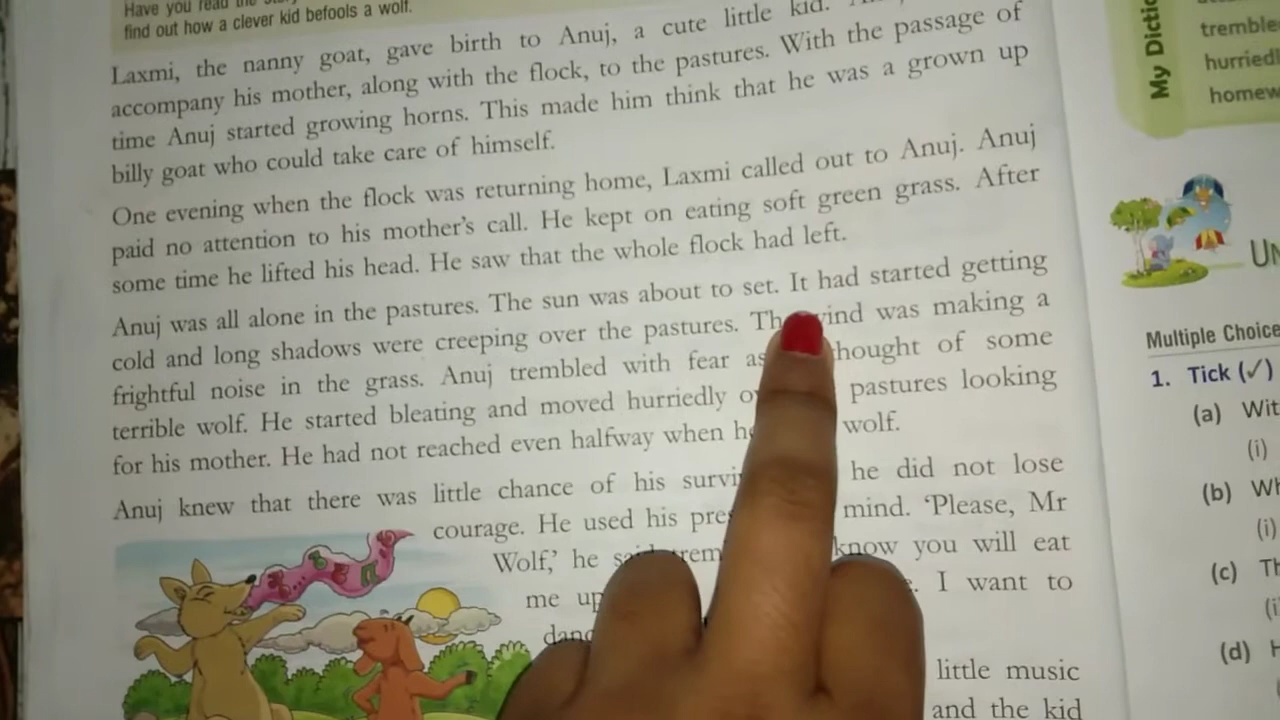 Have you read the
find out how a clever kid befools a wolf.
Laxmi, the nanny goat, gave birth to Anuj, a cute little kid.
accompany his mother, along with the flock, to the pastures. With the passage of
time Anuj started growing horns. This made him think that he was a grown up
billy goat who could take care of himself.
One evening when the flock was returning home, Laxmi called out to Anuj. Anuj
paid no attention to his mother's call. He kept on eating soft green grass. After
some time he lifted his head. He saw that the whole flock had left.
Anuj was all alone in the pastures. The sun was about to set. It had started getting
cold and long shadows were creeping over the pastures. The wind was making a
frightful noise in the grass. Anuj trembled with fear as thought of some
terrible wolf. He started bleating and moved hurriedly pastures looking
for his mother. He had not reached even halfway when wolf.
Anuj knew that there was little chance of his he did not lose
courage. He used his mind. 'Please, Mr
Wolf,' he know you will eat
me up I want to
little music
and the kid
My
tremble
1. Tick (✓)
Multiple Choice
(a)
(i)
(b)
(i)
(c)
(d)